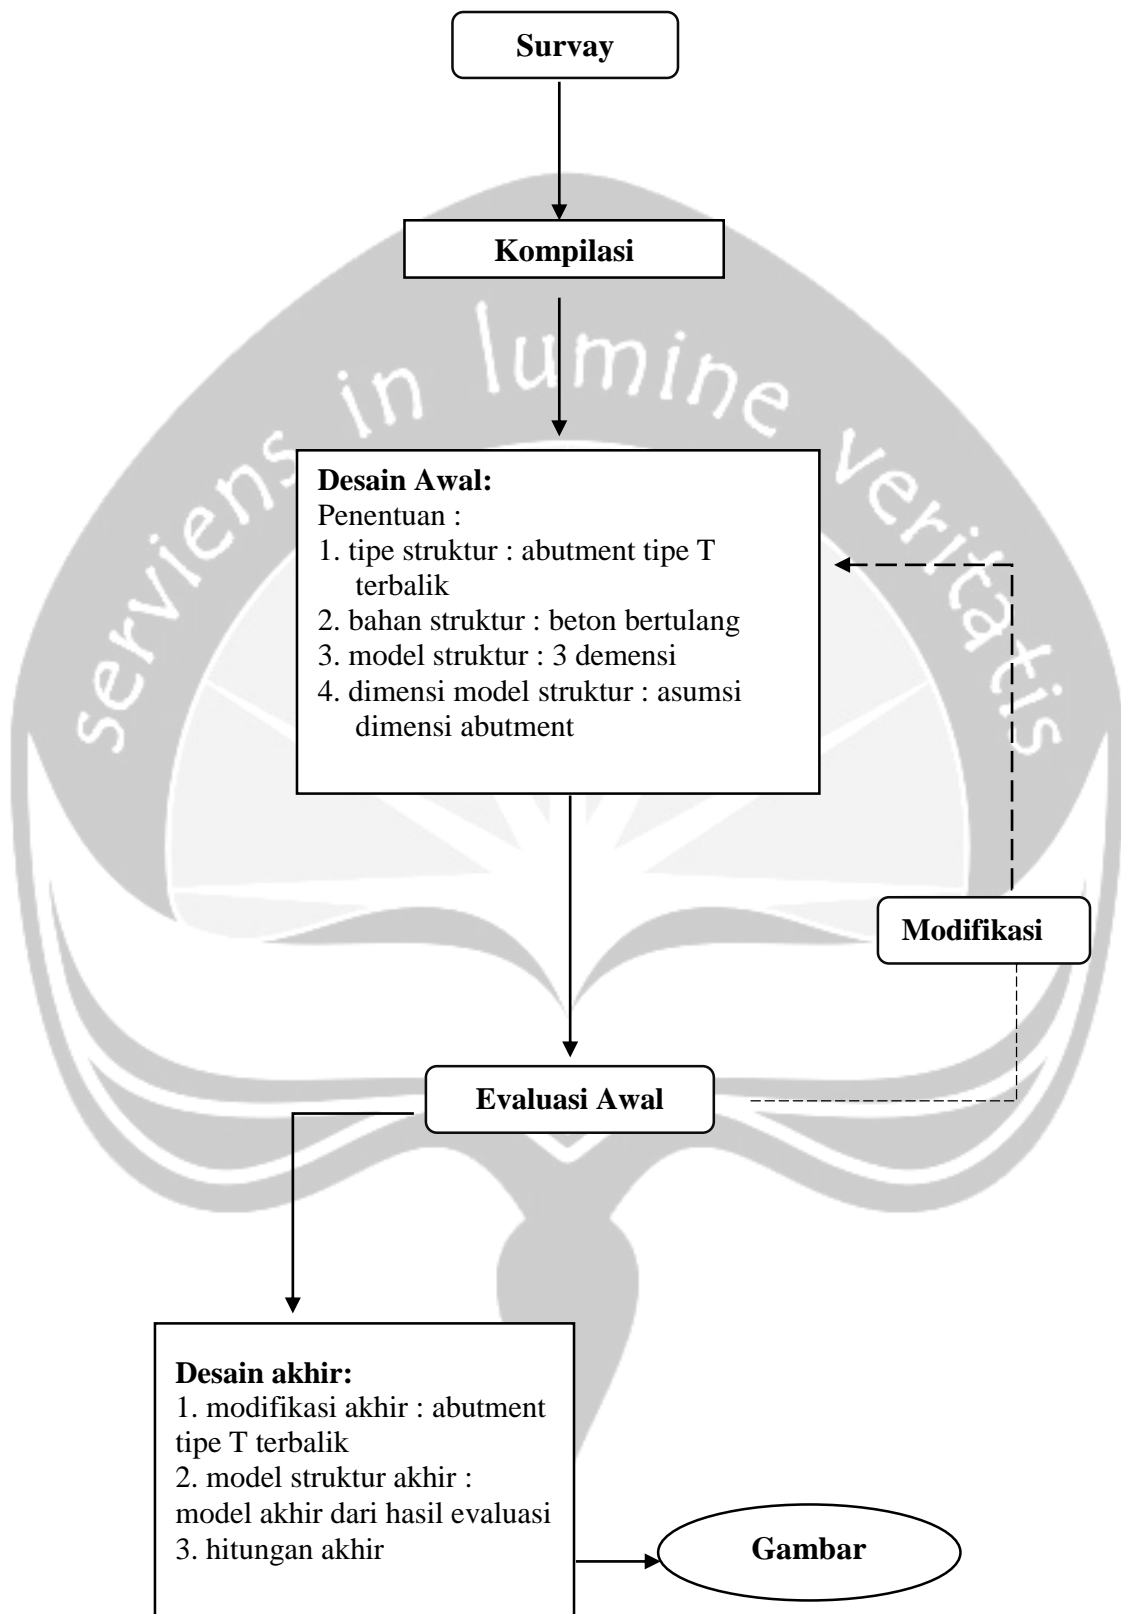 Survay
Kompilasi
serviens in lumine veritatis
Desain Awal:
Penentuan :
1. tipe struktur : abutment tipe T
terbalik
2. bahan struktur : beton bertulang
3. model struktur : 3 demensi
4. dimensi model struktur : asumsi
dimensi abutment
Modifikasi
Evaluasi Awal
Desain akhir:
1. modifikasi akhir : abutment
tipe T terbalik
2. model struktur akhir :
model akhir dari hasil evaluasi
3. hitungan akhir
Gambar